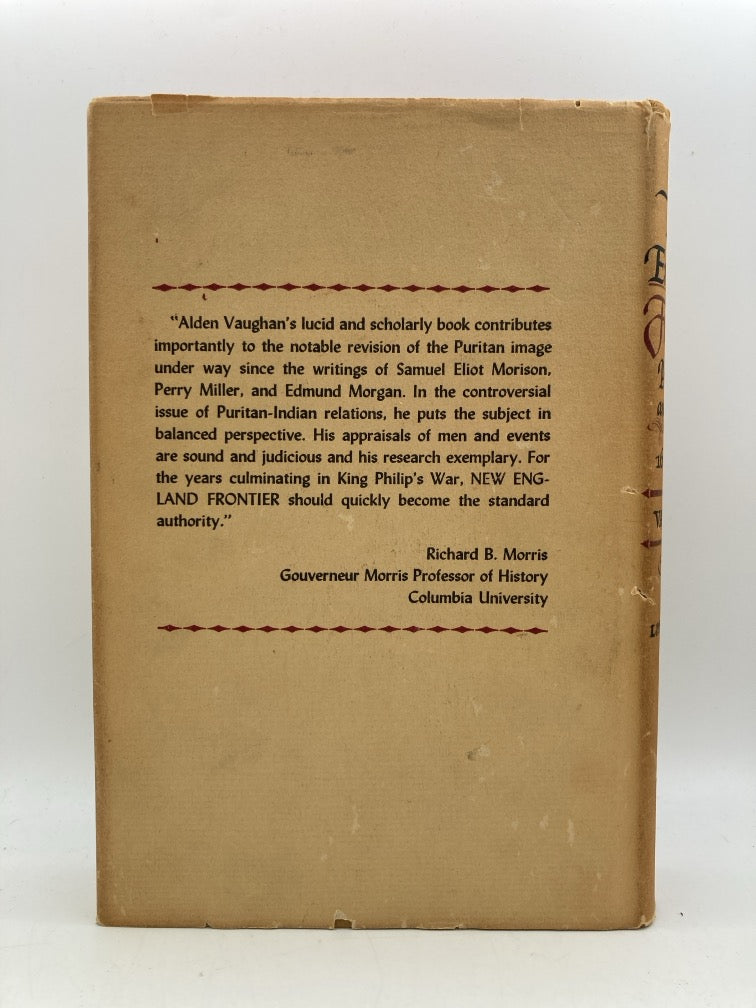 "Alden Vaughan's lucid and scholarly book contributes
importantly to the notable revision of the Puritan image
under way since the writings of Samuel Eliot Morison,
Perry Miller, and Edmund Morgan. In the controversial
issue of Puritan-Indian relations, he puts the subject in
balanced perspective. His appraisals of men and events
are sound and judicious and his research exemplary. For
the years culminating in King Philip's War, NEW ENG-
LAND FRONTIER should quickly become the standard
authority."
Richard B. Morris
Gouverneur Morris Professor of History
Columbia University